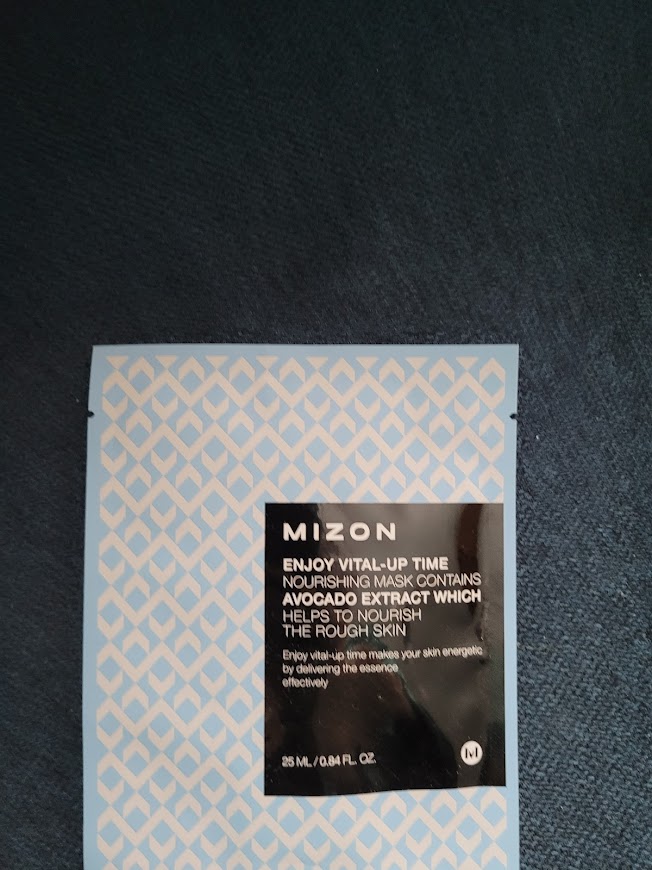 MIZON
ENJOY VITAL-UP TIME
NOURISHING MASK CONTAINS
AVOCADO EXTRACT WHICH
HELPS TO NOURISH
THE ROUGH SKIN
Enjoy vital-up time makes your skin energetic
by delivering the essence
effectively
25 ML / 0.84 FL. OZ.
M